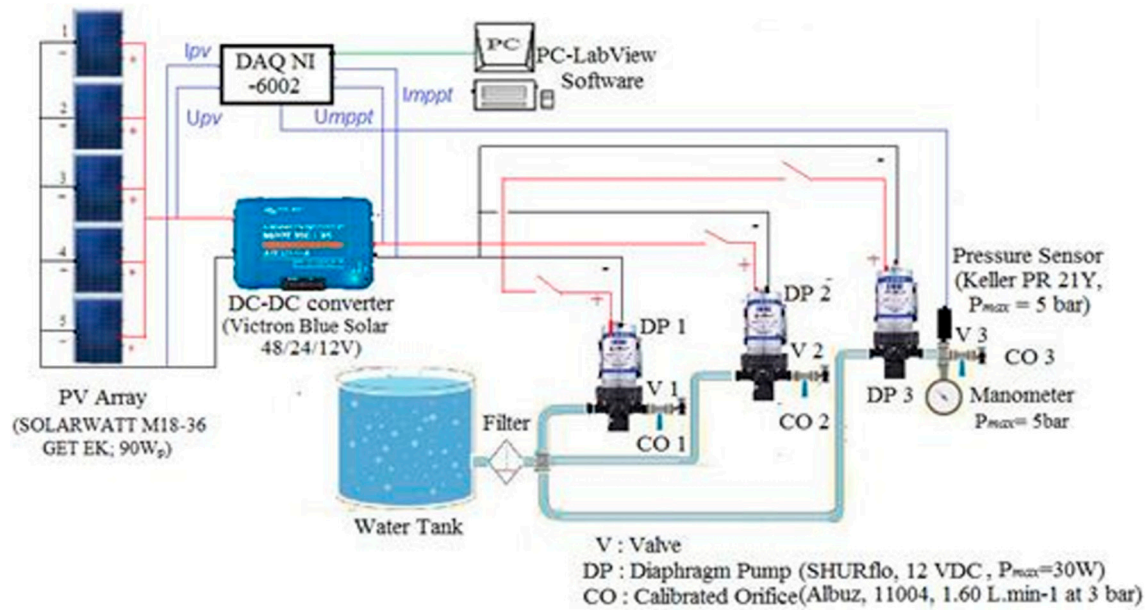 1
2
3
4
5
Ipv
Upv
DAQ NI
-6002
Umppt
Imppt
PC
PC-LabView
Software
DC-DC converter
(Victron Blue Solar
48/24/12V)
PV Array
(SOLARWATT M18-36
GET EK; 90Wp)
Water Tank
Filter
DP 1
V 1
CO 1
DP 2
V 2
CO 2
DP 3
V 3
CO 3
Pressure Sensor
(Keller PR 21Y,
Pmax = 5 bar)
Manometer
Pmax= 5bar
V : Valve
DP : Diaphragm Pump (SHURflo, 12 VDC , Pmax=30W)
CO : Calibrated Orifice(Albuz, 11004, 1.60 L.min-1 at 3 bar)